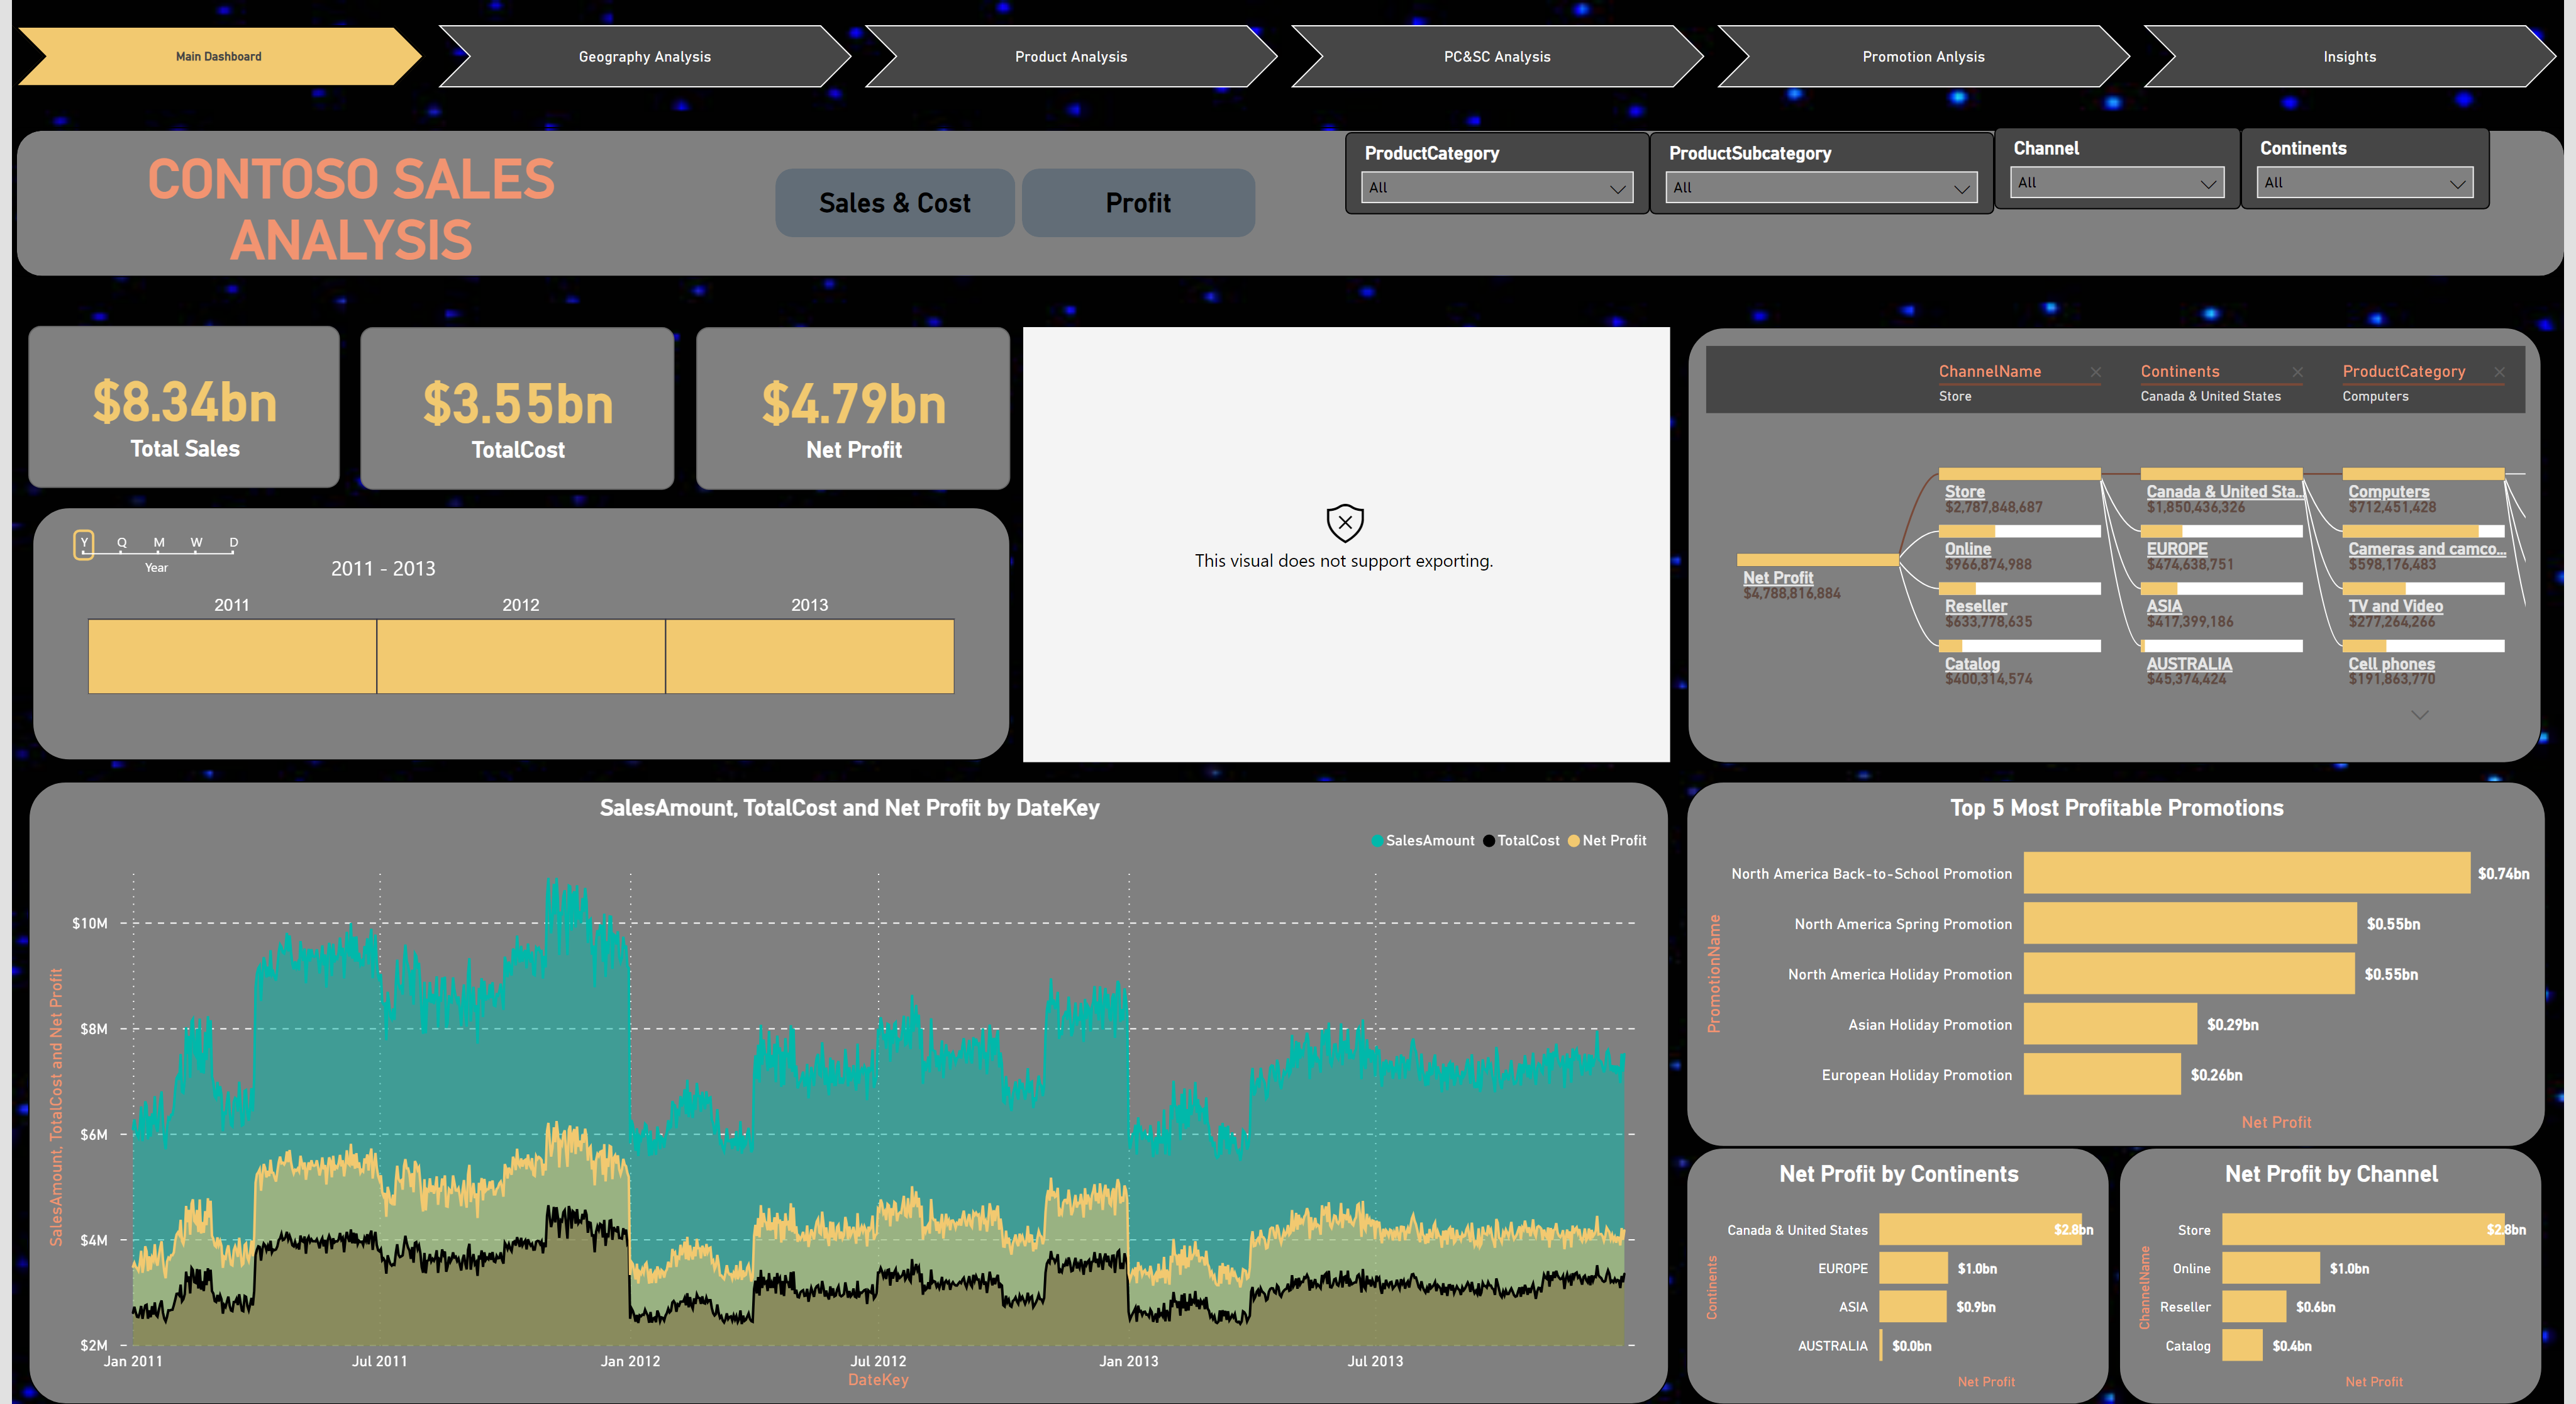 Main Dashboard
Geography Analysis
Product Analysis
PC&SC Analysis
Promotion Anlysis
Insights
CONTOSO SALES
ANALYSIS
Sales & Cost
Profit
ProductCategory
All
ProductSubcategory
All
Channel
All
Continents
All
$8.34bn
Total Sales
$3.55bn
TotalCost
$4.79bn
Net Profit
Y Q M W D
Year
2011 - 2013
2011 2012 2013
This visual does not support exporting.
ChannelName
Store
Continents
Canada & United States
ProductCategory
Computers
Net Profit
$4,788,816,884
Store
$2,787,848,687
Online
$966,874,988
Reseller
$633,778,635
Catalog
$400,314,574
Canada & United Sta...
$1,850,436,326
EUROPE
$474,638,751
ASIA
$417,399,186
AUSTRALIA
$45,374,424
Computers
$712,451,428
Cameras and camco...
$598,176,483
TV and Video
$277,264,266
Cell phones
$191,863,770
SalesAmount, TotalCost and Net Profit by DateKey
SalesAmount TotalCost Net Profit
SalesAmount, TotalCost and Net Profit
$10M
$8M
$6M
$4M
$2M
Jan 2011 Jul 2011 Jan 2012 Jul 2012 Jan 2013 Jul 2013
DateKey
Top 5 Most Profitable Promotions
PromotionName
North America Back-to-School Promotion $0.74bn
North America Spring Promotion $0.55bn
North America Holiday Promotion $0.55bn
Asian Holiday Promotion $0.29bn
European Holiday Promotion $0.26bn
Net Profit
Net Profit by Continents
Continents
Canada & United States $2.8bn
EUROPE $1.0bn
ASIA $0.9bn
AUSTRALIA $0.0bn
Net Profit
Net Profit by Channel
ChannelName
Store $2.8bn
Online $1.0bn
Reseller $0.6bn
Catalog $0.4bn
Net Profit